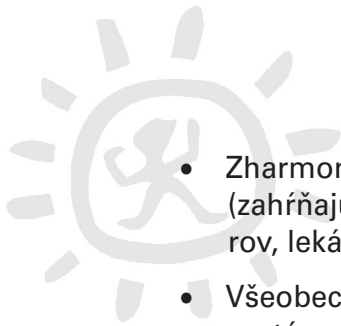 • Zharmon
(zahŕňaj
rov, leká
• Všeobec